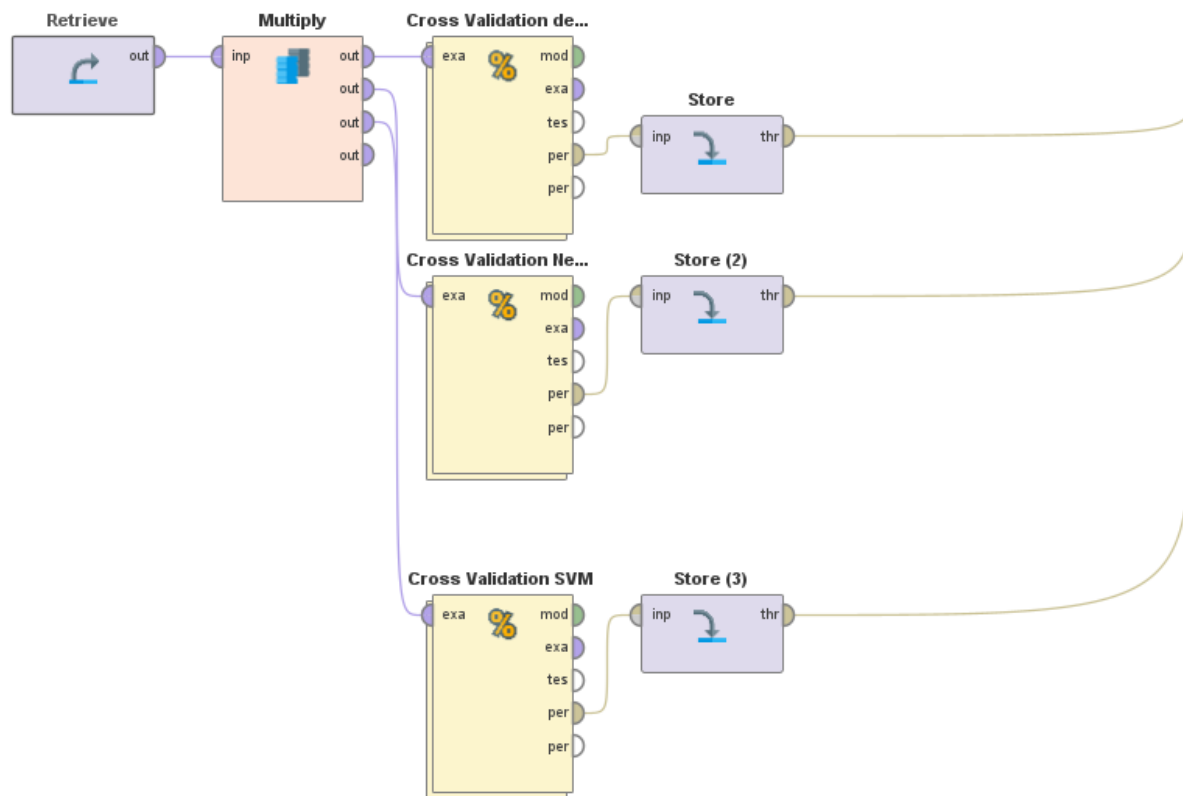 Retrieve
out
Multiply
inp
out
out
out
out
Cross Validation de...
exa
mod
exa
tes
per
per
Store
inp
thr
Cross Validation Ne...
exa
mod
exa
tes
per
per
Store (2)
inp
thr
Cross Validation SVM
exa
mod
exa
tes
per
per
Store (3)
inp
thr